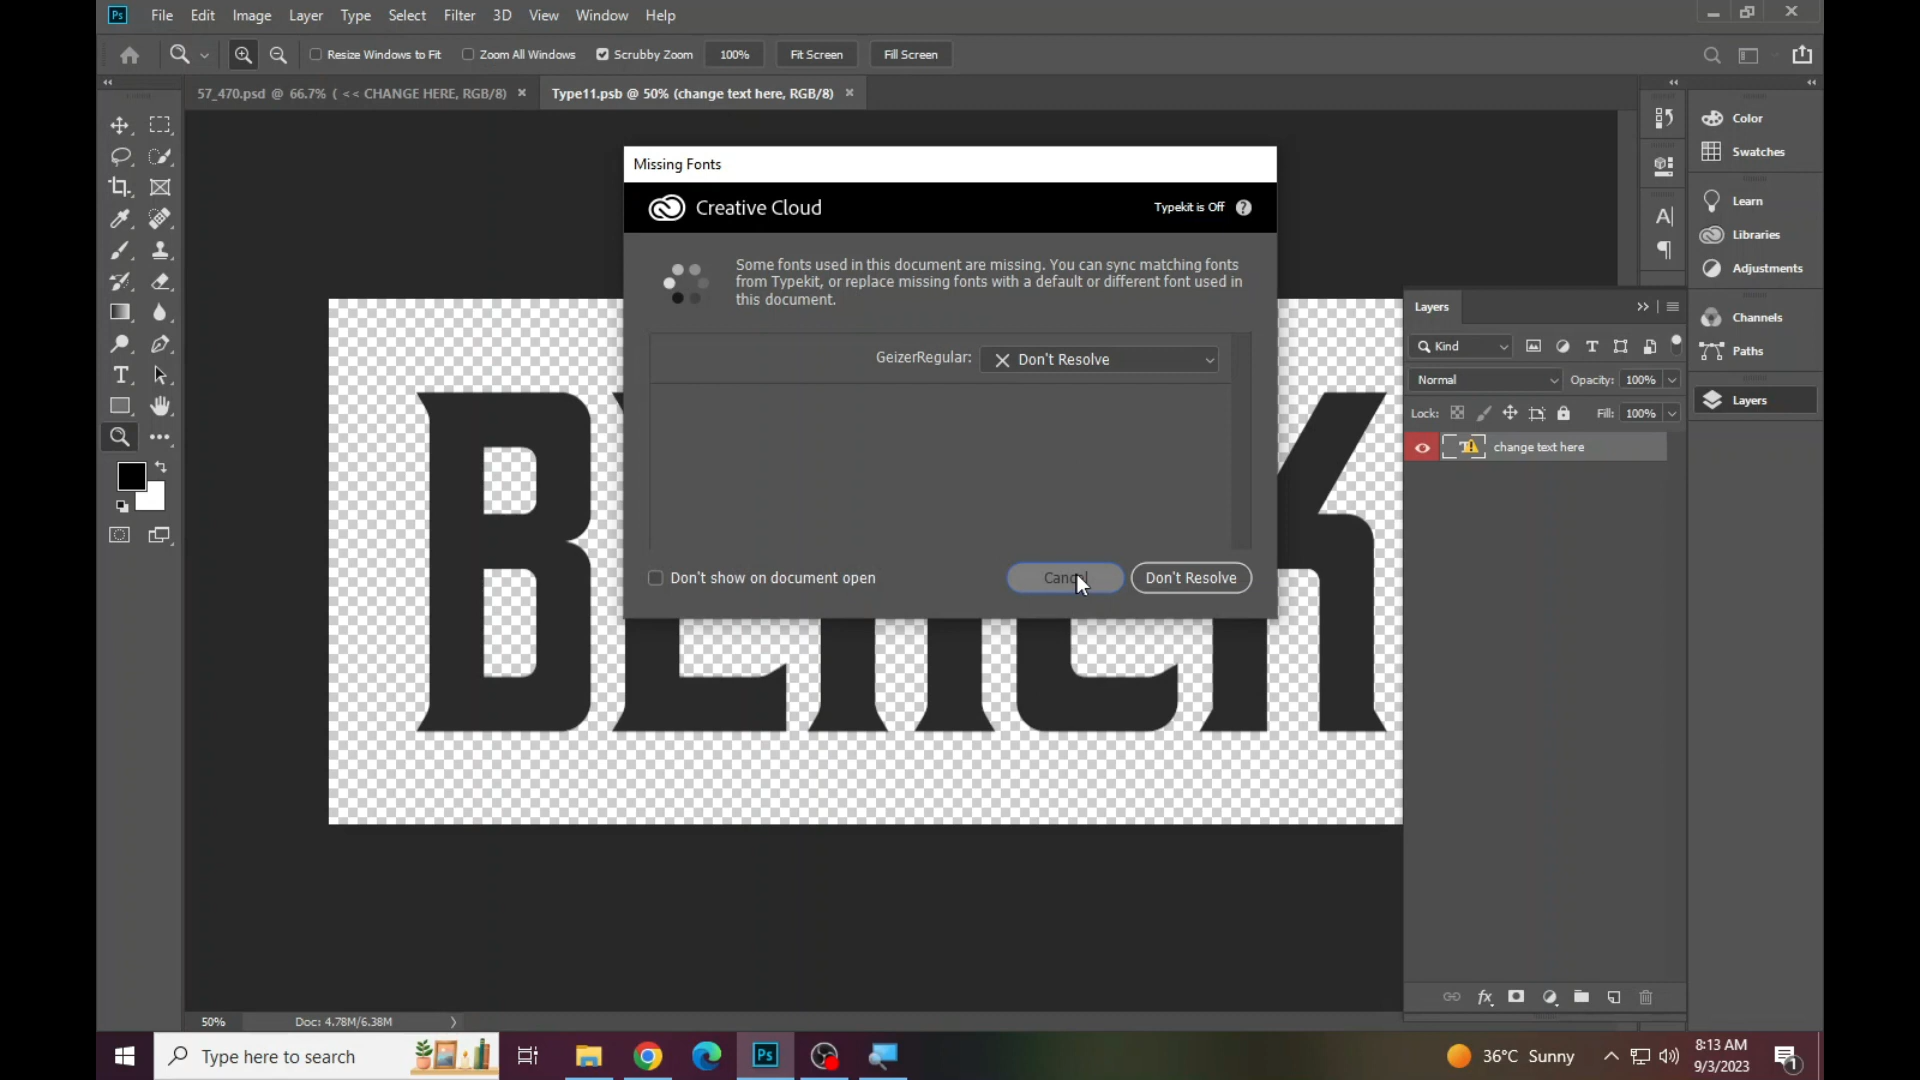 Ps File Edit Image Layer Type Select Filter 3D View Window Help
Resize Windows to Fit Zoom All Windows Scrubby Zoom 100% Fit Screen Fill Screen
57_470.psd @ 66.7% ( << CHANGE HERE, RGB/8) Type11.psb @ 50% (change text here, RGB/8)
Missing Fonts
Creative Cloud Typekit is Off ?
Some fonts used in this document are missing. You can sync matching fonts
from Typekit, or replace missing fonts with a default or different font used in
this document.
GeizerRegular: Don't Resolve
Don't show on document open Cancel Don't Resolve
BLACK
Layers
Kind
Normal Opacity: 100%
Lock: Fill: 100%
change text here
Color
Swatches
Learn
Libraries
Adjustments
Channels
Paths
Layers
50% Doc: 4.78M/6.38M
Type here to search
Ps
36°C Sunny
8:13 AM
9/3/2023
1